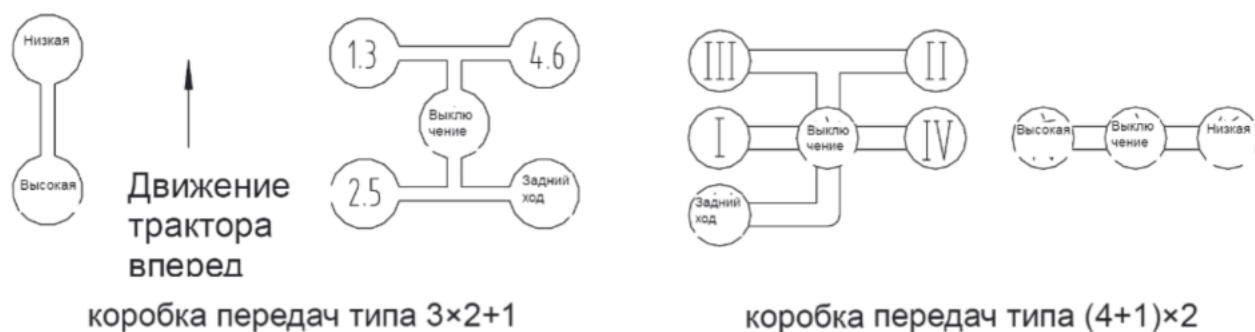 Низкая
Высокая
Движение
трактора
вперед
1.3
4.6
Выклю
чение
2.5
Задний
ход
коробка передач типа 3×2+1
III
II
I
Выклю
чение
IV
Задний
ход
Высокая
Выклю
чение
Низкая
коробка передач типа (4+1)×2